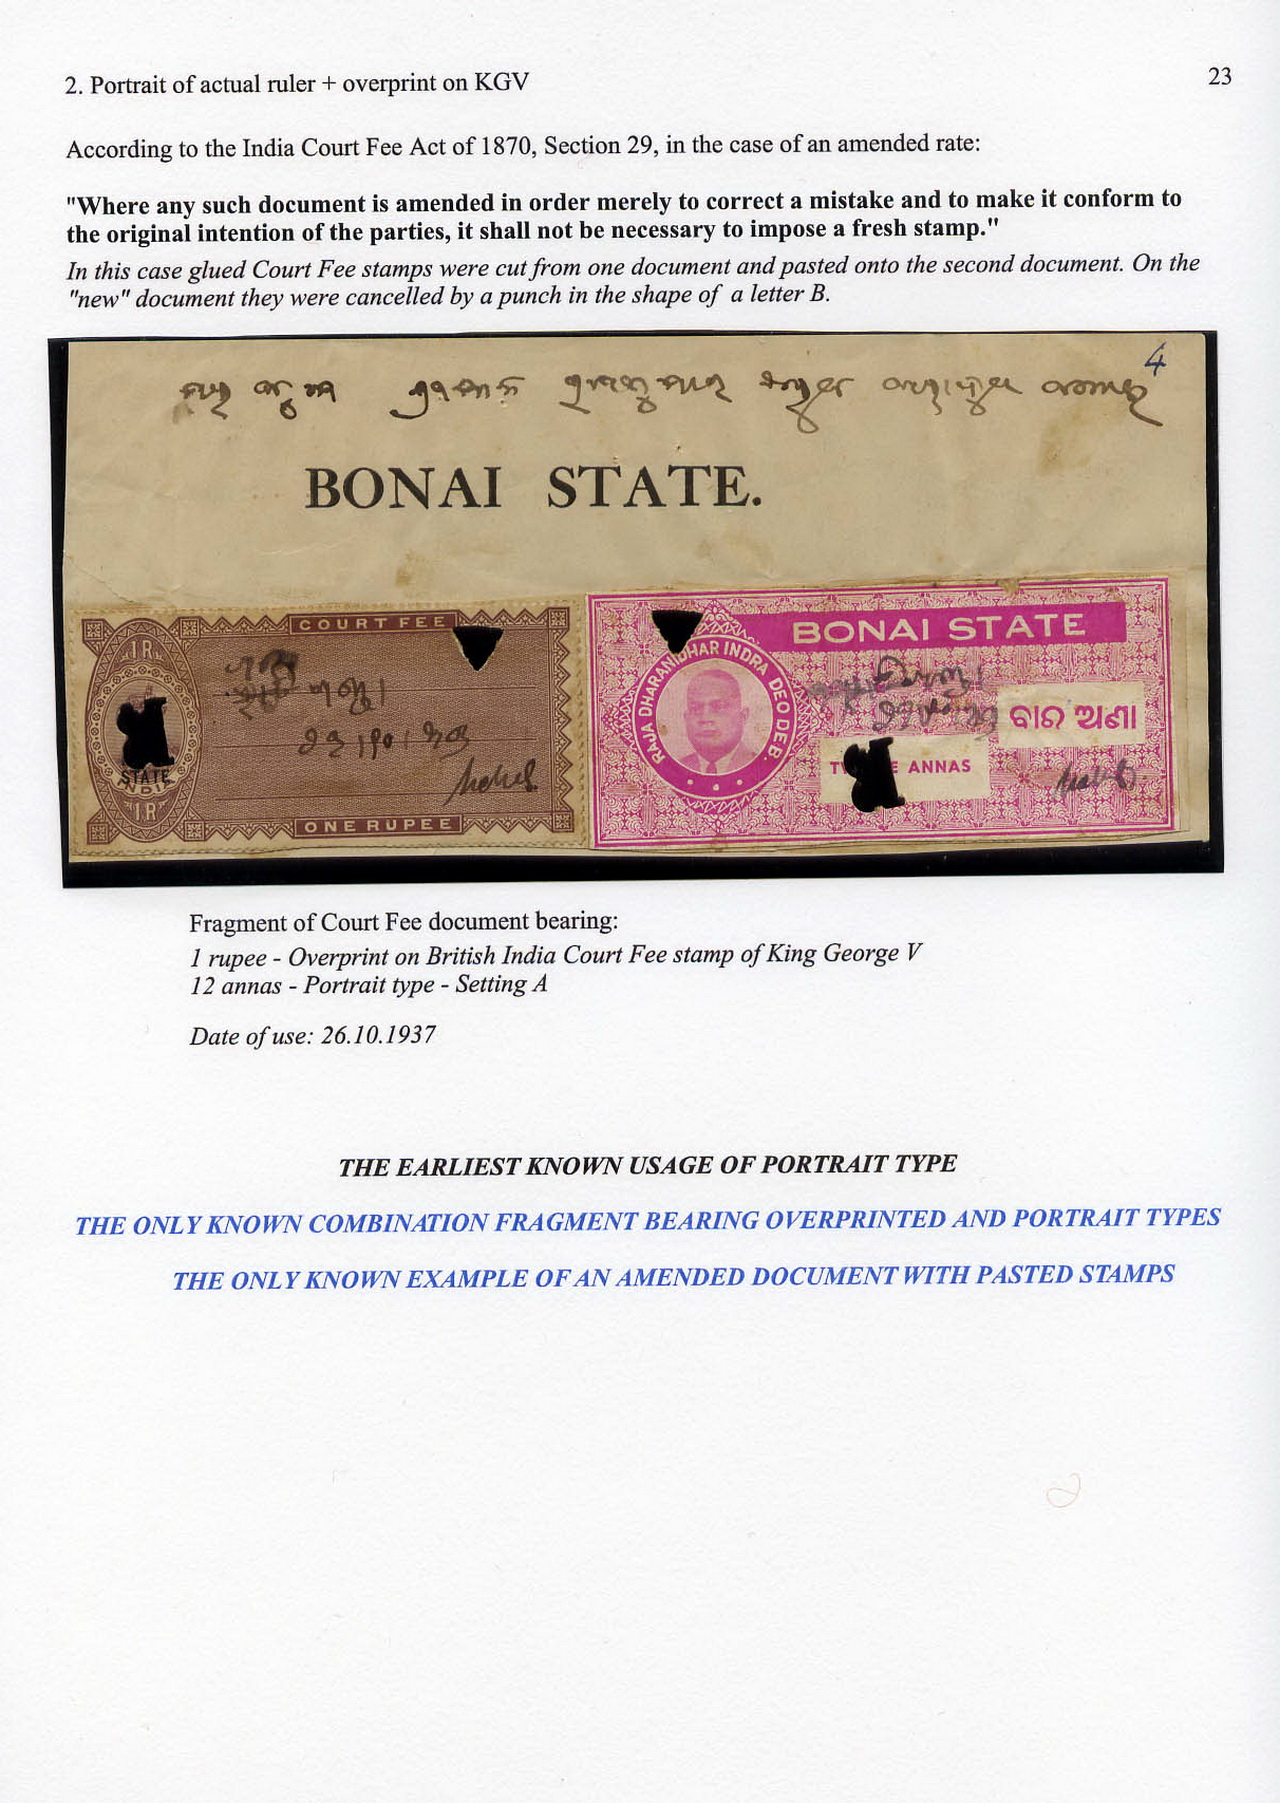 2. Portrait of actual ruler + overprint on KGV
23
According to the India Court Fee Act of 1870, Section 29, in the case of an amended rate:
"Where any such document is amended in order merely to correct a mistake and to make it conform to
the original intention of the parties, it shall not be necessary to impose a fresh stamp."
In this case glued Court Fee stamps were cut from one document and pasted onto the second document. On the
"new" document they were cancelled by a punch in the shape of a letter B.
4
BONAI STATE.
COURT FEE
1R
STATE
INDIA
1R
ONE RUPEE
BONAI STATE
RAJA DHARANIDHAR INDRA DEO DEB.
ବାର ଅଣା
ANNAS
Fragment of Court Fee document bearing:
1 rupee - Overprint on British India Court Fee stamp of King George V
12 annas - Portrait type - Setting A
Date of use: 26.10.1937
THE EARLIEST KNOWN USAGE OF PORTRAIT TYPE
THE ONLY KNOWN COMBINATION FRAGMENT BEARING OVERPRINTED AND PORTRAIT TYPES
THE ONLY KNOWN EXAMPLE OF AN AMENDED DOCUMENT WITH PASTED STAMPS